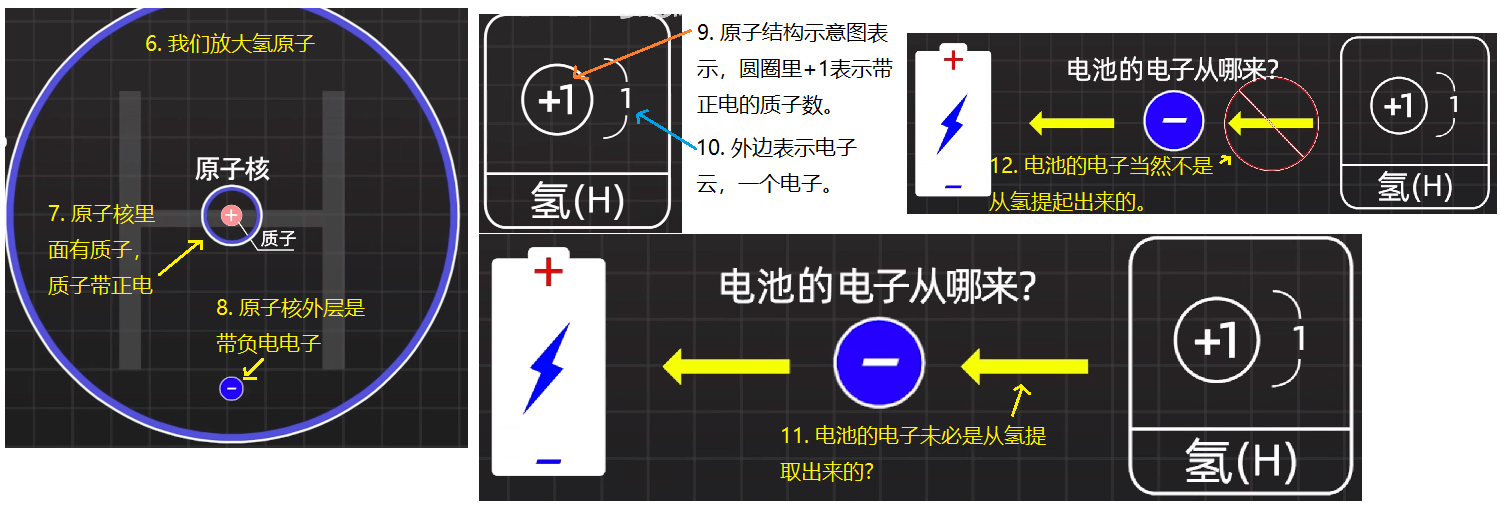 6. 我们放大氢原子
原子核
+
质子
7. 原子核里
面有质子，
质子带正电
8. 原子核外层是
带负电电子
−
+1
1
氢(H)
9. 原子结构示意图表
示，圆圈里+1表示带
正电的质子数。
10. 外边表示电子
云，一个电子。
+
−
电池的电子从哪来?
−
+1
1
氢(H)
12. 电池的电子当然不是
从氢提起出来的。
+
−
电池的电子从哪来?
−
+1
1
氢(H)
11. 电池的电子未必是从氢提
取出来的?